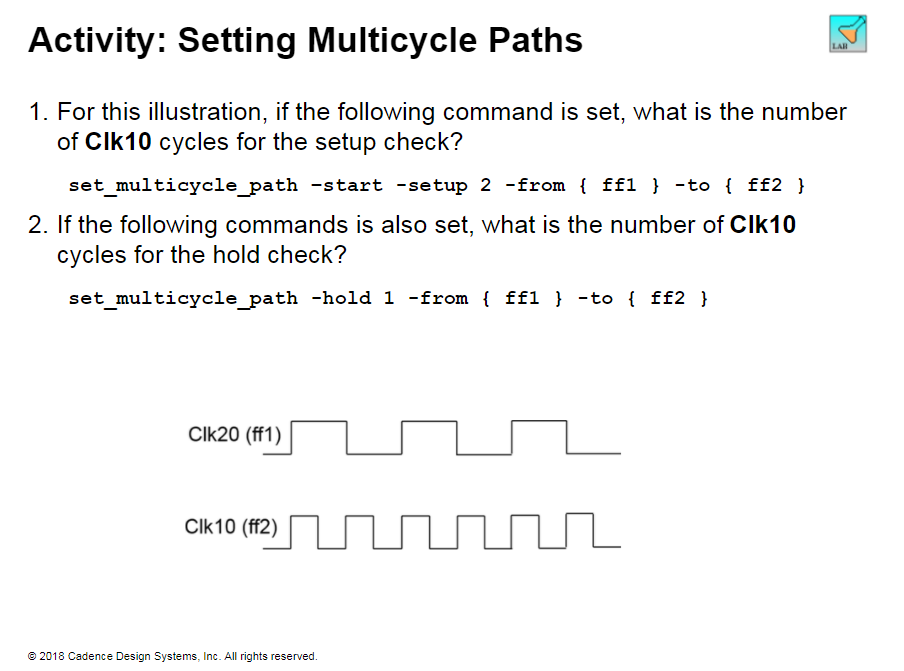 Activity: Setting Multicycle Paths
LAB
1. For this illustration, if the following command is set, what is the number
of Clk10 cycles for the setup check?
set_multicycle_path –start -setup 2 -from { ff1 } -to { ff2 }
2. If the following commands is also set, what is the number of Clk10
cycles for the hold check?
set_multicycle_path -hold 1 -from { ff1 } -to { ff2 }
Clk20 (ff1)
Clk10 (ff2)
© 2018 Cadence Design Systems, Inc. All rights reserved.